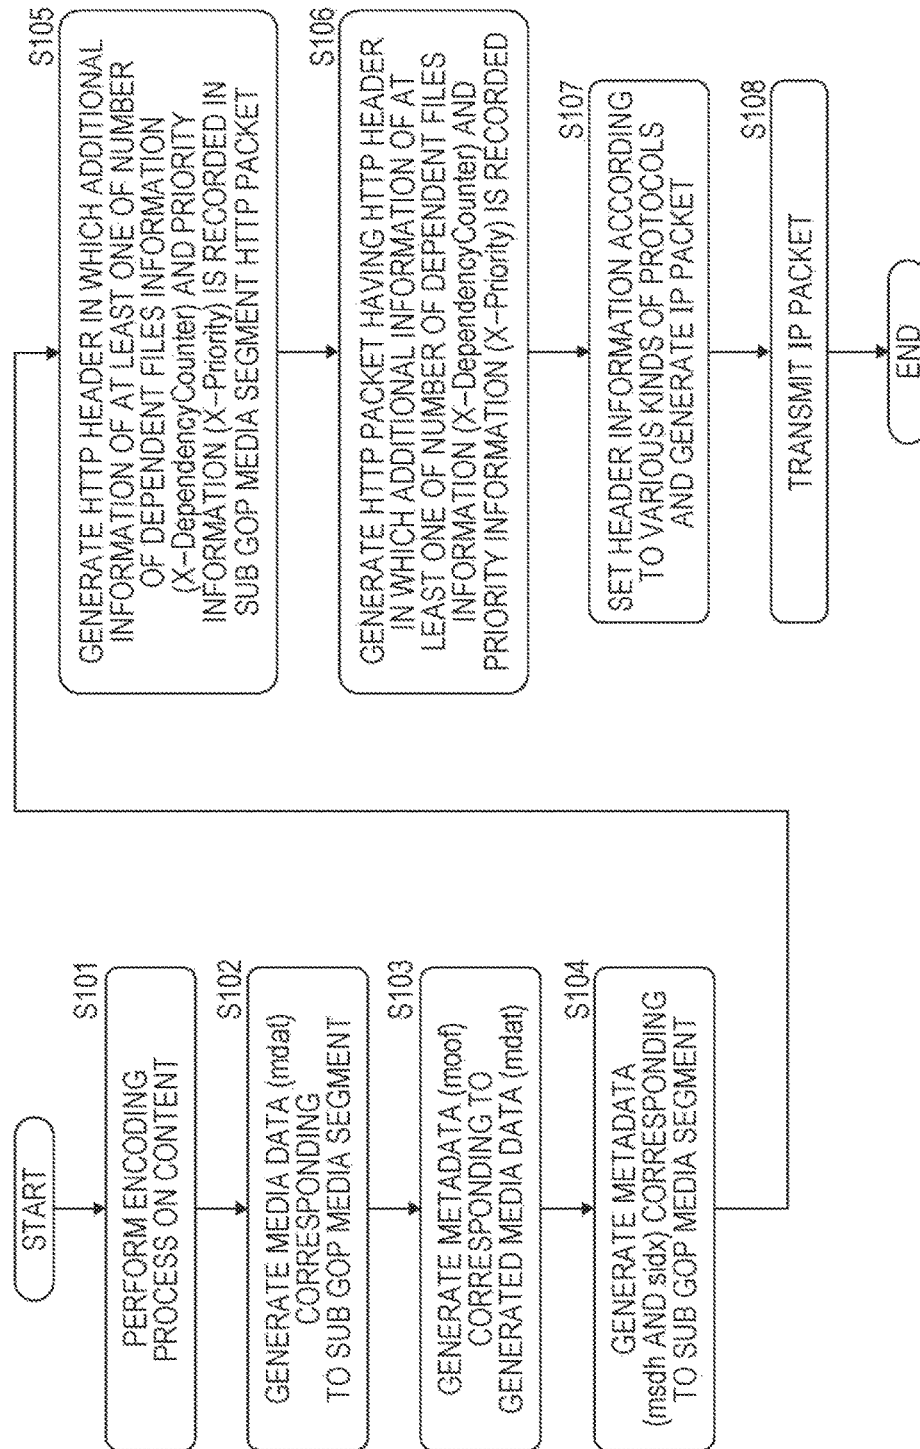 START
S101
PERFORM ENCODING
PROCESS ON CONTENT
S102
GENERATE MEDIA DATA (mdat)
CORRESPONDING
TO SUB GOP MEDIA SEGMENT
S103
GENERATE METADATA (moof)
CORRESPONDING TO
GENERATED MEDIA DATA (mdat)
S104
GENERATE METADATA
(msdh AND sidx) CORRESPONDING
TO SUB GOP MEDIA SEGMENT
S105
GENERATE HTTP HEADER IN WHICH ADDITIONAL
INFORMATION OF AT LEAST ONE OF NUMBER
OF DEPENDENT FILES INFORMATION
(X-DependencyCounter) AND PRIORITY
INFORMATION (X-Priority) IS RECORDED IN
SUB GOP MEDIA SEGMENT HTTP PACKET
S106
GENERATE HTTP PACKET HAVING HTTP HEADER
IN WHICH ADDITIONAL INFORMATION OF AT
LEAST ONE OF NUMBER OF DEPENDENT FILES
INFORMATION (X-DependencyCounter) AND
PRIORITY INFORMATION (X-Priority) IS RECORDED
S107
SET HEADER INFORMATION ACCORDING
TO VARIOUS KINDS OF PROTOCOLS
AND GENERATE IP PACKET
S108
TRANSMIT IP PACKET
END